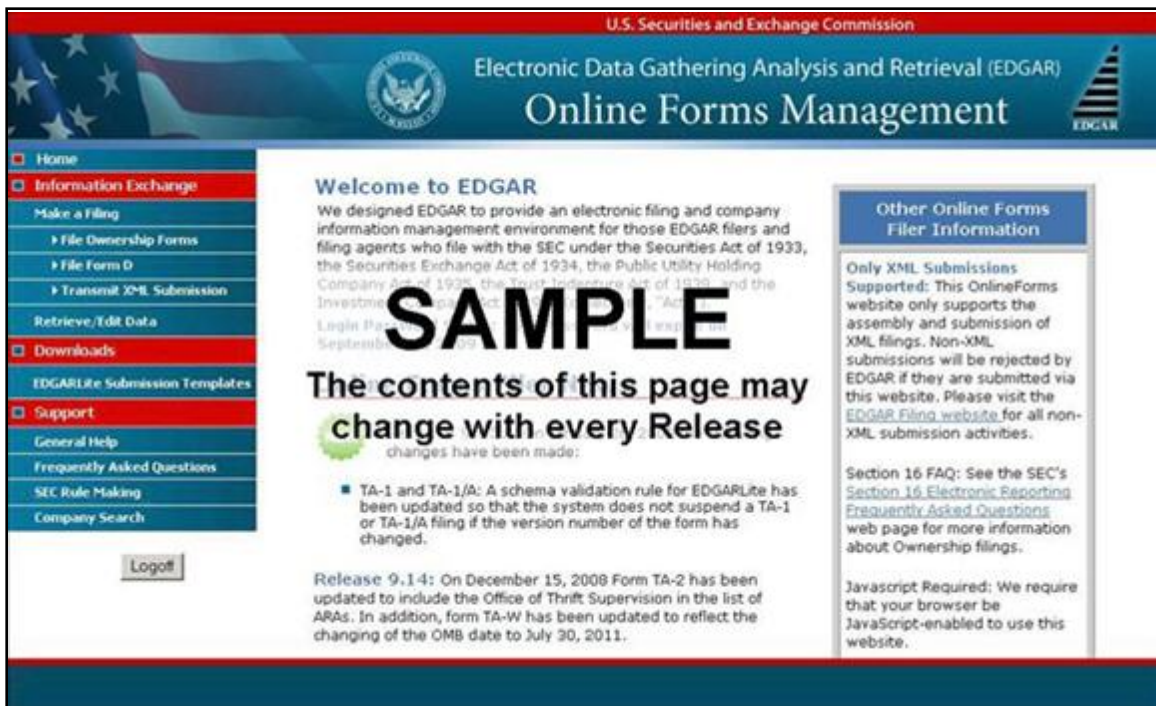 U.S. Securities and Exchange Commission
Electronic Data Gathering Analysis and Retrieval (EDGAR)
Online Forms Management
EDGAR
Home
Information Exchange
Make a Filing
File Ownership Forms
File Form D
Transmit XML Submission
Retrieve/Edit Data
Downloads
EDGARLite Submission Templates
Support
General Help
Frequently Asked Questions
SEC Rule Making
Company Search
Logoff
Welcome to EDGAR
We designed EDGAR to provide an electronic filing and company
information management environment for those EDGAR filers and
filing agents who file with the SEC under the Securities Act of 1933,
the Securities Exchange Act of 1934, the Public Utility Holding
Company Act of 1935, the Trust Indenture Act of 1939, and the
SAMPLE
The contents of this page may
change with every Release
changes have been made:
TA-1 and TA-1/A: A schema validation rule for EDGARLite has
been updated so that the system does not suspend a TA-1
or TA-1/A filing if the version number of the form has
changed.
Release 9.14: On December 15, 2008 Form TA-2 has been
updated to include the Office of Thrift Supervision in the list of
ARAs. In addition, form TA-W has been updated to reflect the
changing of the OMB date to July 30, 2011.
Other Online Forms
Filer Information
Only XML Submissions
Supported: This OnlineForms
website only supports the
assembly and submission of
XML filings. Non-XML
submissions will be rejected by
EDGAR if they are submitted via
this website. Please visit the
EDGAR Filing website for all non-
XML submission activities.
Section 16 FAQ: See the SEC's
Section 16 Electronic Reporting
Frequently Asked Questions
web page for more information
about Ownership filings.
Javascript Required: We require
that your browser be
JavaScript-enabled to use this
website.